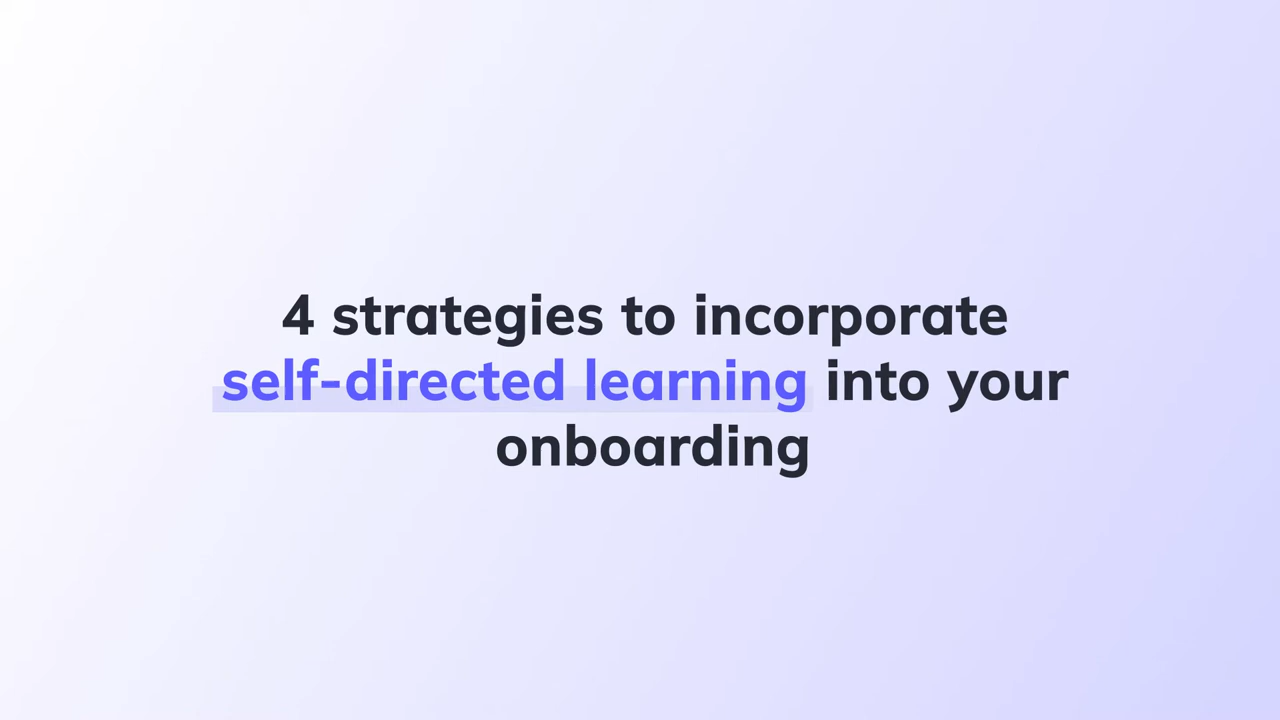 4 strategies to incorporate
self-directed learning into your
onboarding